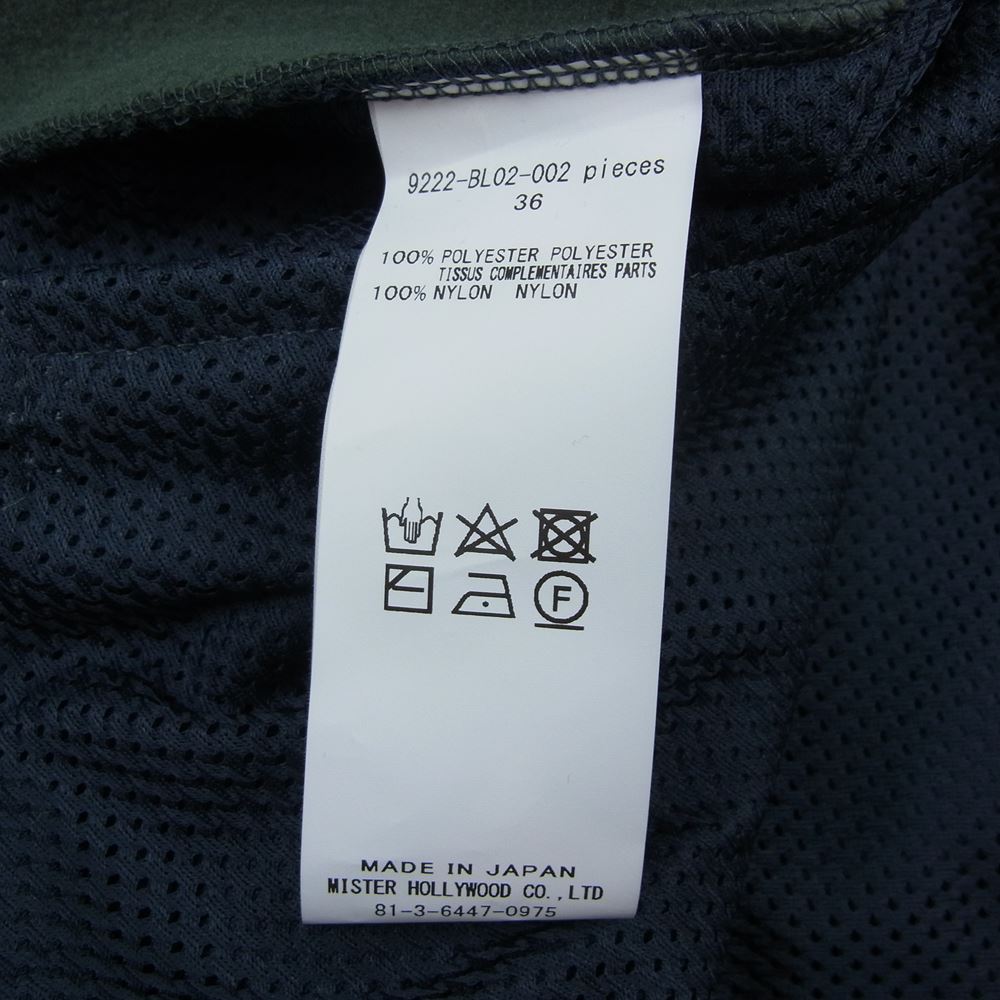 9222-BL02-002 pieces
36
100% POLYESTER POLYESTER
TISSUS COMPLEMENTAIRES PARTS
100% NYLON NYLON
F
MADE IN JAPAN
MISTER HOLLYWOOD CO.,LTD
81-3-6447-0975